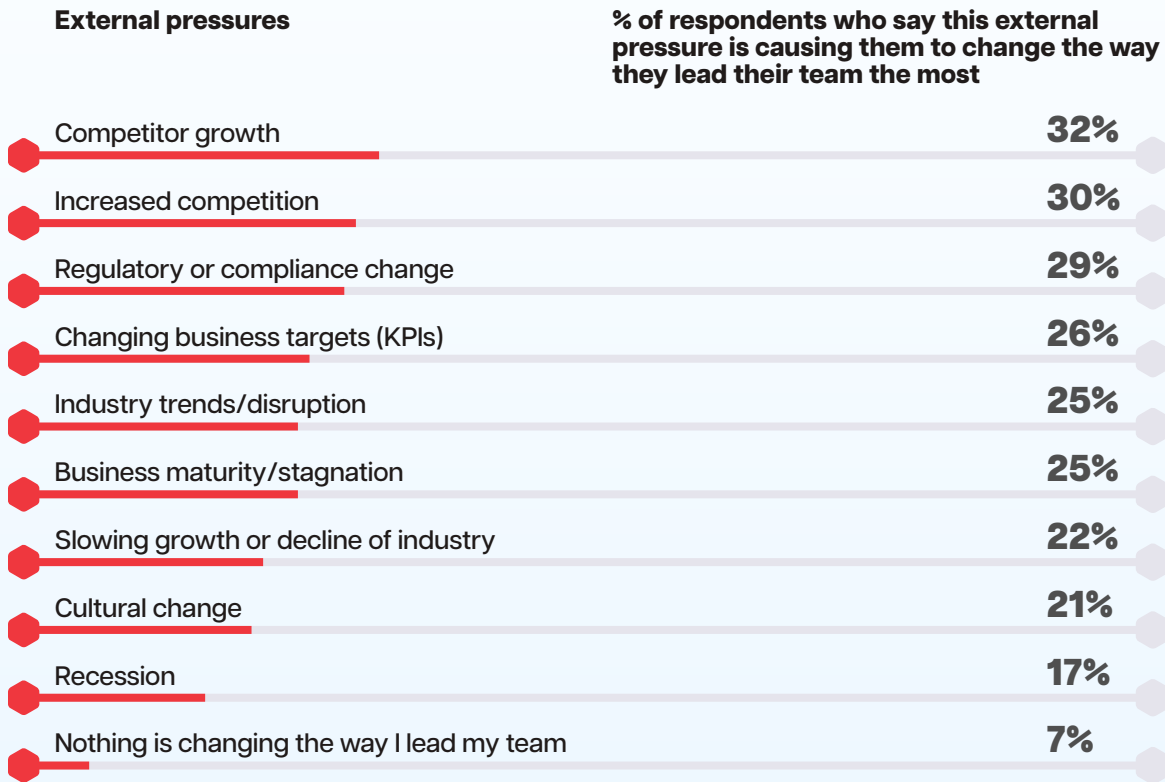 External pressures
% of respondents who say this external
pressure is causing them to change the way
they lead their team the most
Competitor growth 32%
Increased competition 30%
Regulatory or compliance change 29%
Changing business targets (KPIs) 26%
Industry trends/disruption 25%
Business maturity/stagnation 25%
Slowing growth or decline of industry 22%
Cultural change 21%
Recession 17%
Nothing is changing the way I lead my team 7%